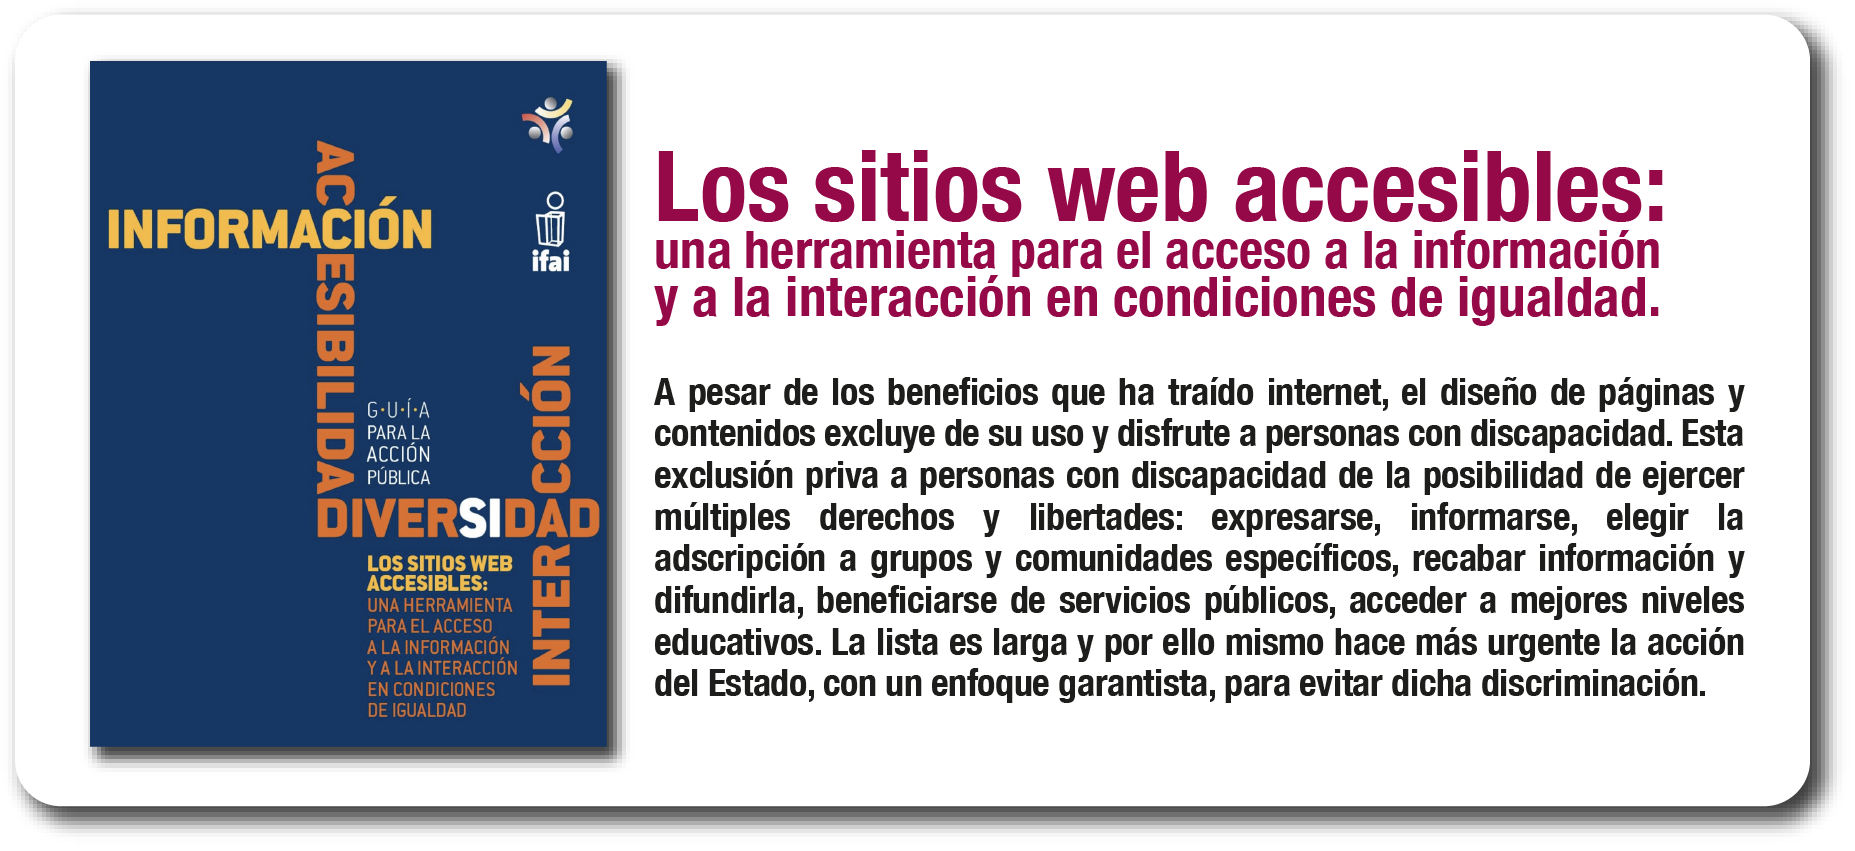 ACCESIBILIDAD
INFORMACIÓN
ifai
INTERACCIÓN
G·U·Í·A
PARA LA
ACCIÓN
PÚBLICA
DIVERSIDAD
LOS SITIOS WEB
ACCESIBLES:
UNA HERRAMIENTA
PARA EL ACCESO
A LA INFORMACIÓN
Y A LA INTERACCIÓN
EN CONDICIONES
DE IGUALDAD
Los sitios web accesibles:
una herramienta para el acceso a la información
y a la interacción en condiciones de igualdad.
A pesar de los beneficios que ha traído internet, el diseño de páginas y
contenidos excluye de su uso y disfrute a personas con discapacidad. Esta
exclusión priva a personas con discapacidad de la posibilidad de ejercer
múltiples derechos y libertades: expresarse, informarse, elegir la
adscripción a grupos y comunidades específicos, recabar información y
difundirla, beneficiarse de servicios públicos, acceder a mejores niveles
educativos. La lista es larga y por ello mismo hace más urgente la acción
del Estado, con un enfoque garantista, para evitar dicha discriminación.